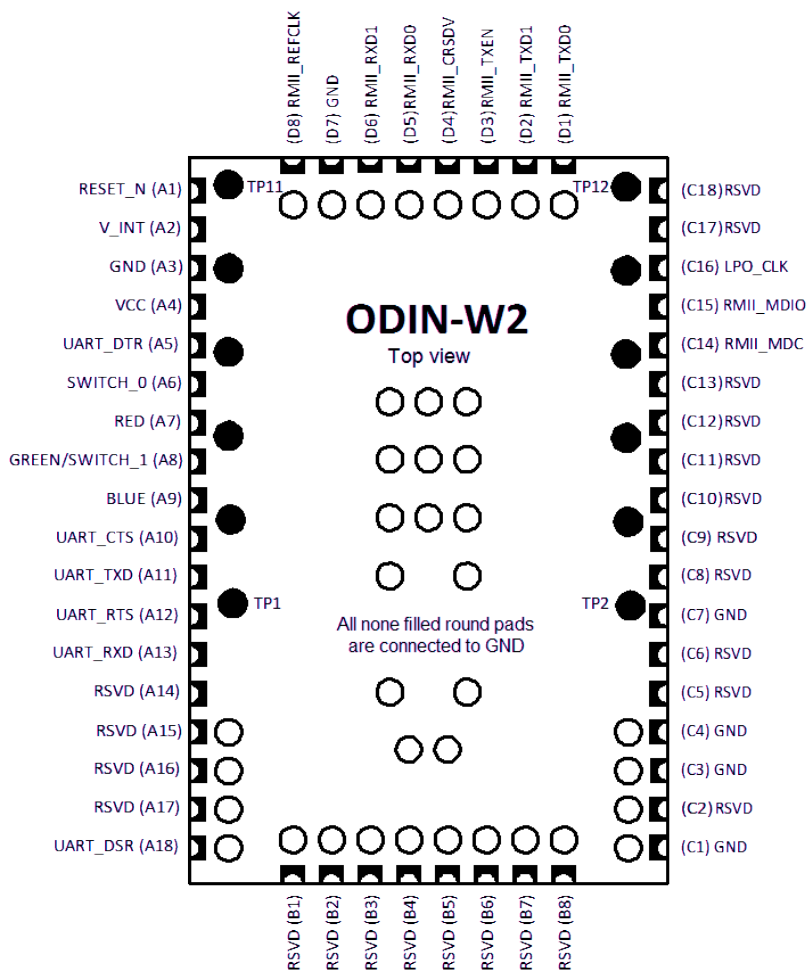 (D8) RMII_REFCLK
(D7) GND
(D6) RMII_RXD1
(D5)RMII_RXD0
(D4)RMII_CRSDV
(D3)RMII_TXEN
(D2) RMII_TXD1
(D1) RMII_TXD0
TP11
TP12
RESET_N (A1)
V_INT (A2)
GND (A3)
VCC (A4)
UART_DTR (A5)
SWITCH_0 (A6)
RED (A7)
GREEN/SWITCH_1 (A8)
BLUE (A9)
UART_CTS (A10)
UART_TXD (A11)
UART_RTS (A12)
UART_RXD (A13)
RSVD (A14)
RSVD (A15)
RSVD (A16)
RSVD (A17)
UART_DSR (A18)
ODIN-W2
Top view
TP1
TP2
All none filled round pads
are connected to GND
(C18)RSVD
(C17)RSVD
(C16) LPO_CLK
(C15) RMII_MDIO
(C14) RMII_MDC
(C13)RSVD
(C12)RSVD
(C11)RSVD
(C10)RSVD
(C9) RSVD
(C8) RSVD
(C7) GND
(C6) RSVD
(C5) RSVD
(C4) GND
(C3) GND
(C2)RSVD
(C1) GND
RSVD (B1)
RSVD (B2)
RSVD (B3)
RSVD (B4)
RSVD (B5)
RSVD (B6)
RSVD (B7)
RSVD (B8)